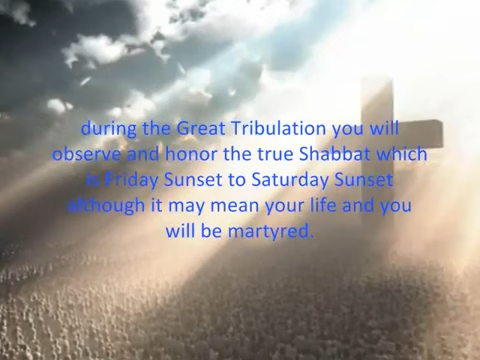 during the Great Tribulation you will
observe and honor the true Shabbat which
is Friday Sunset to Saturday Sunset
although it may mean your life and you
will be martyred.